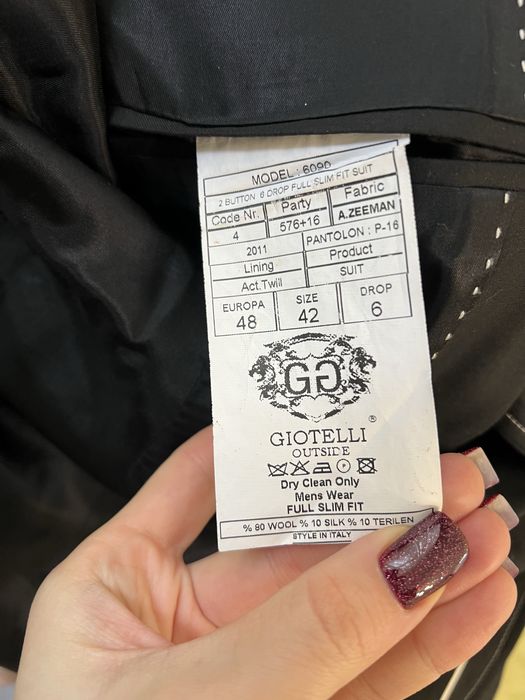 MODEL : 6090
2 BUTTON 6 DROP FULL SLIM FIT SUIT
Code Nr. Party Fabric
4 576+16 A.ZEEMAN
2011 PANTOLON : P-16
Lining Product
Act.Twill SUIT
EUROPA SIZE DROP
48 42 6
GG
®
GIOTELLI
OUTSIDE
Dry Clean Only
Mens Wear
FULL SLIM FIT
% 80 WOOL % 10 SILK % 10 TERILEN
STYLE IN ITALY